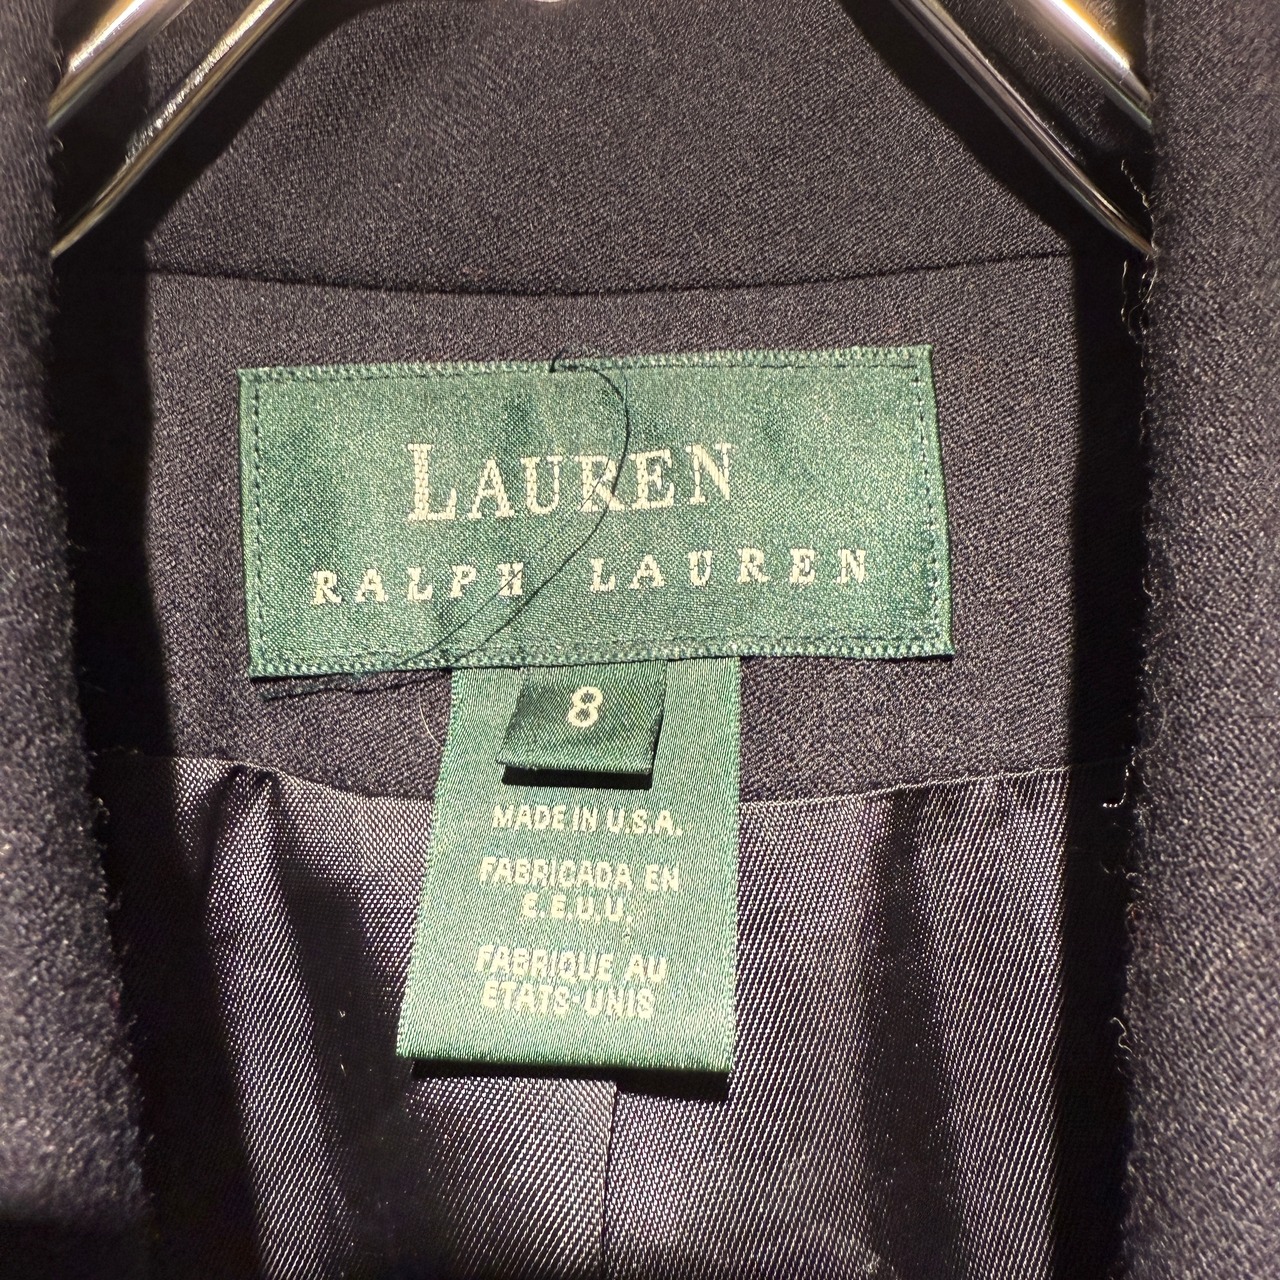 LAUREN
RALPH LAUREN
8
MADE IN U.S.A.
FABRICADA EN
E.E.U.U.
FABRIQUE AU
ETATS-UNIS